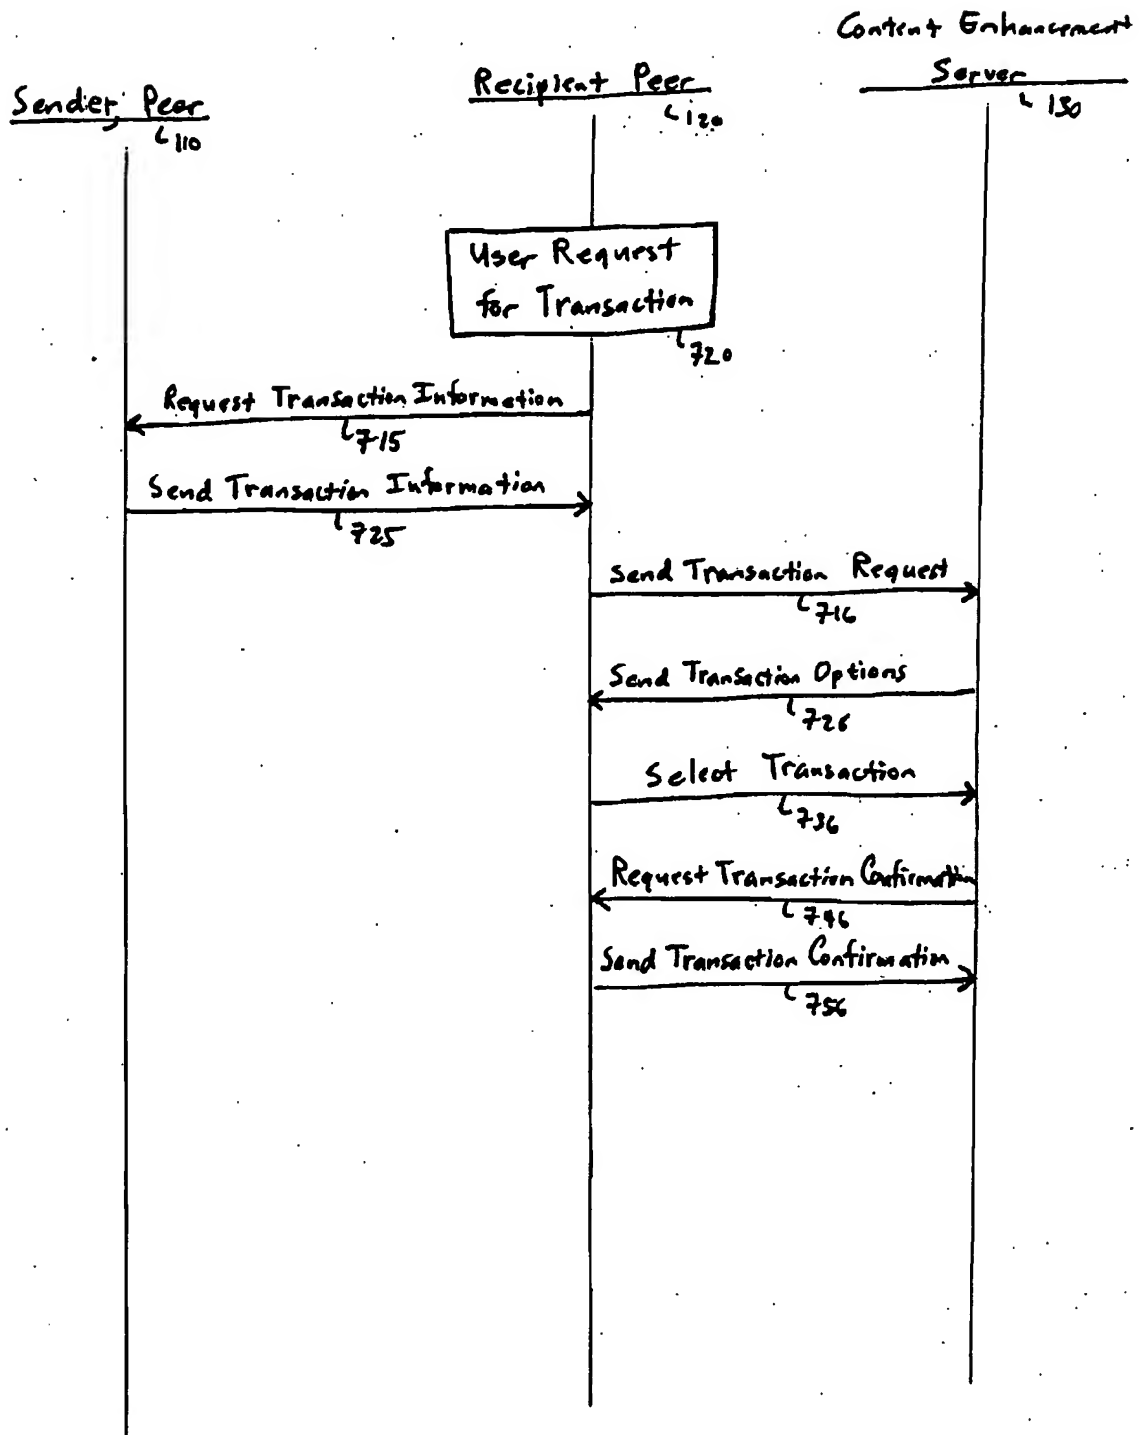 Content Enhancement
Server
130
Recipient Peer
120
Sender Peer
110
User Request
for Transaction
720
Request Transaction Information
715
Send Transaction Information
725
Send Transaction Request
716
Send Transaction Options
726
Select Transaction
736
Request Transaction Confirmation
746
Send Transaction Confirmation
756